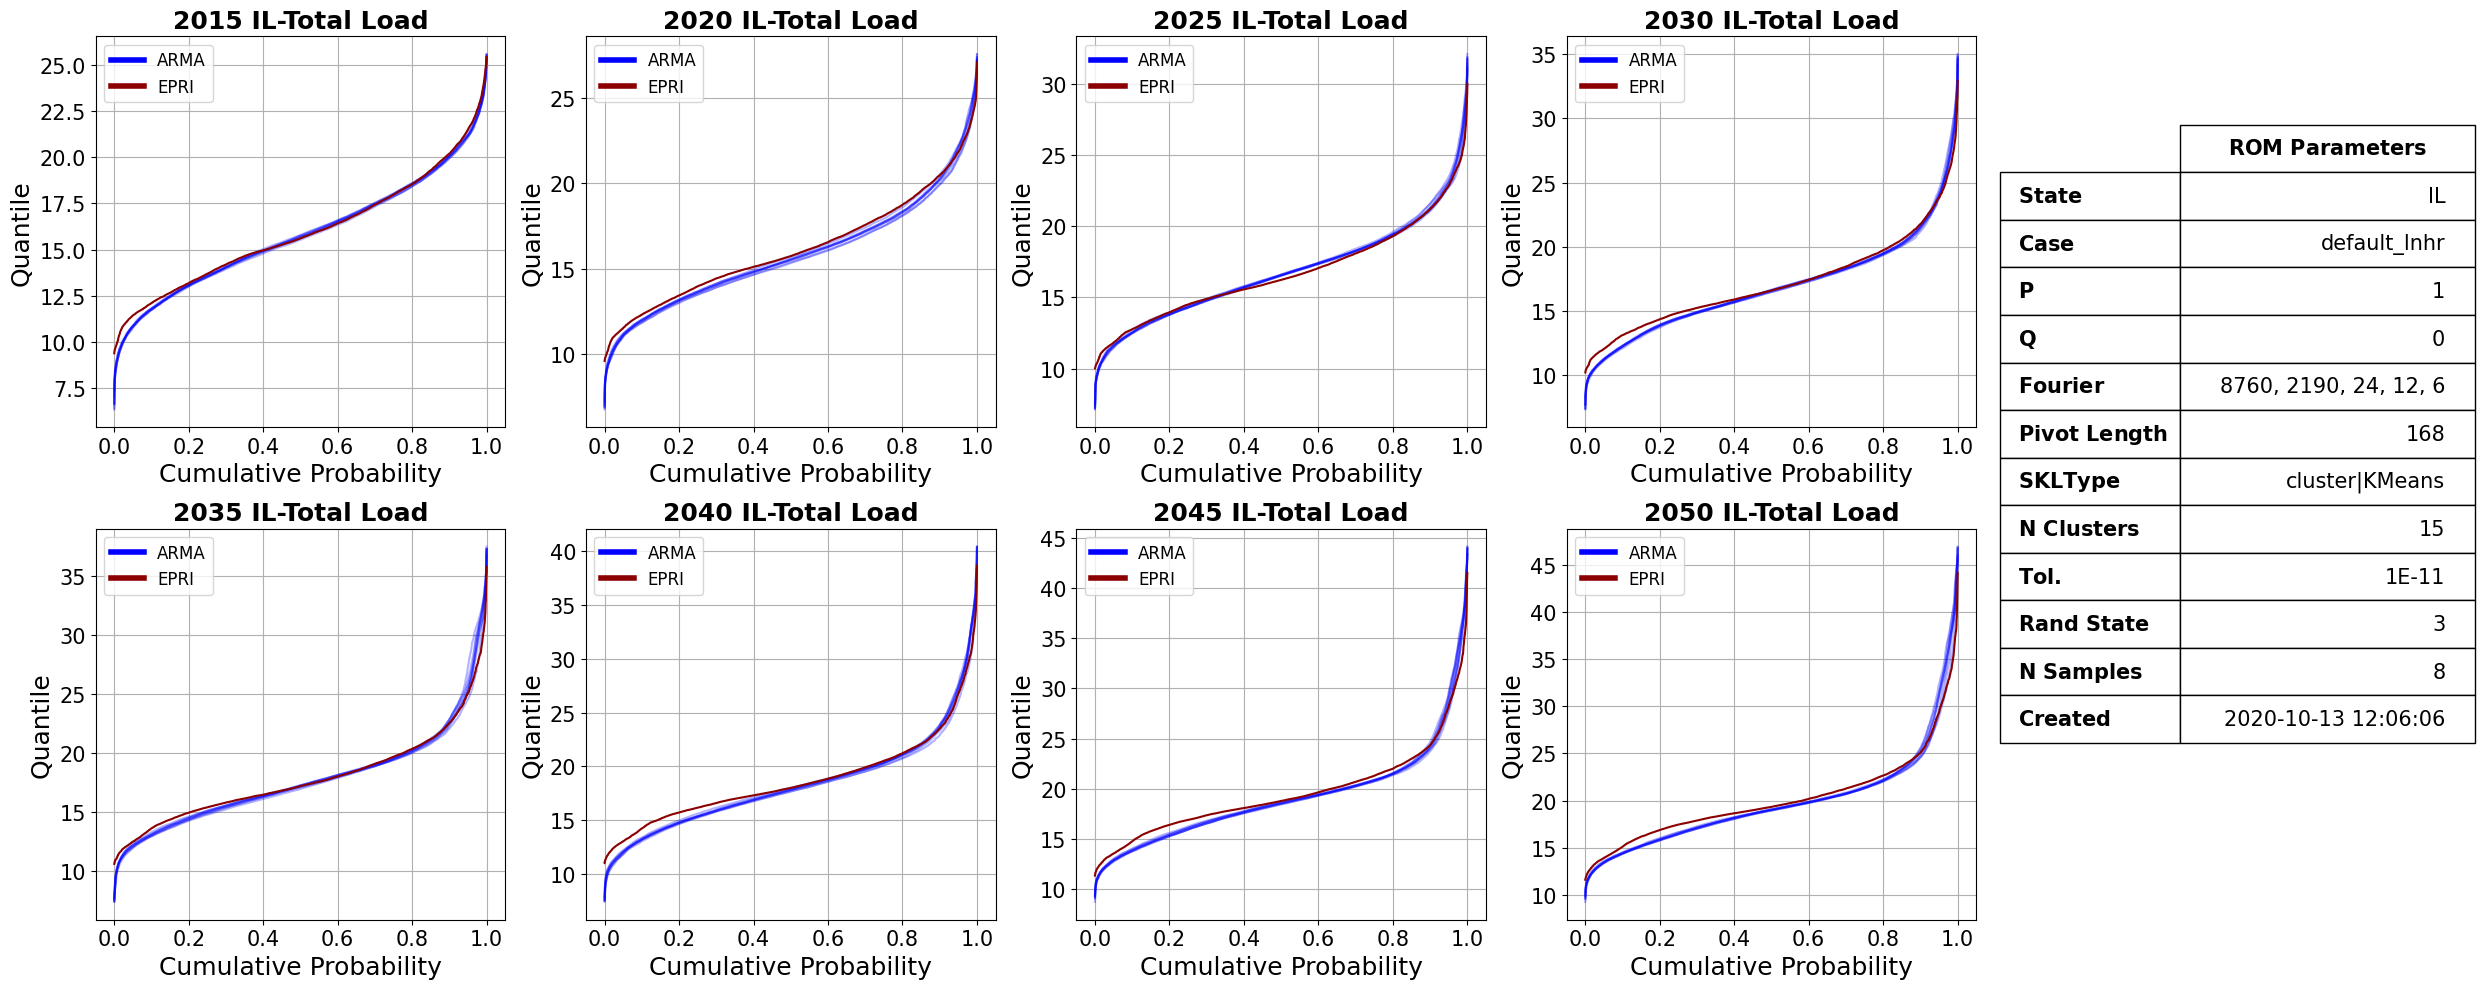 2015 IL-Total Load
ARMA
EPRI
25.0
22.5
20.0
17.5
15.0
12.5
10.0
7.5
Quantile
0.0 0.2 0.4 0.6 0.8 1.0
Cumulative Probability
2020 IL-Total Load
ARMA
EPRI
25
20
15
10
Quantile
0.0 0.2 0.4 0.6 0.8 1.0
Cumulative Probability
2025 IL-Total Load
ARMA
EPRI
30
25
20
15
10
Quantile
0.0 0.2 0.4 0.6 0.8 1.0
Cumulative Probability
2030 IL-Total Load
ARMA
EPRI
35
30
25
20
15
10
Quantile
0.0 0.2 0.4 0.6 0.8 1.0
Cumulative Probability
2035 IL-Total Load
ARMA
EPRI
35
30
25
20
15
10
Quantile
0.0 0.2 0.4 0.6 0.8 1.0
Cumulative Probability
2040 IL-Total Load
ARMA
EPRI
40
35
30
25
20
15
10
Quantile
0.0 0.2 0.4 0.6 0.8 1.0
Cumulative Probability
2045 IL-Total Load
ARMA
EPRI
45
40
35
30
25
20
15
10
Quantile
0.0 0.2 0.4 0.6 0.8 1.0
Cumulative Probability
2050 IL-Total Load
ARMA
EPRI
45
40
35
30
25
20
15
10
Quantile
0.0 0.2 0.4 0.6 0.8 1.0
Cumulative Probability
ROM Parameters
State IL
Case default_lnhr
P 1
Q 0
Fourier 8760, 2190, 24, 12, 6
Pivot Length 168
SKLType cluster|KMeans
N Clusters 15
Tol. 1E-11
Rand State 3
N Samples 8
Created 2020-10-13 12:06:06